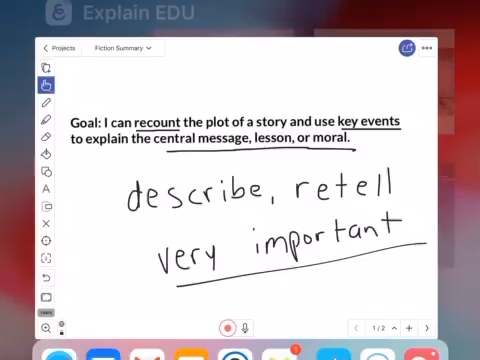 Explain EDU
Projects
Fiction Summary
Goal: I can recount the plot of a story and use key events
to explain the central message, lesson, or moral.
describe, retell
very important
A
1 / 2
1